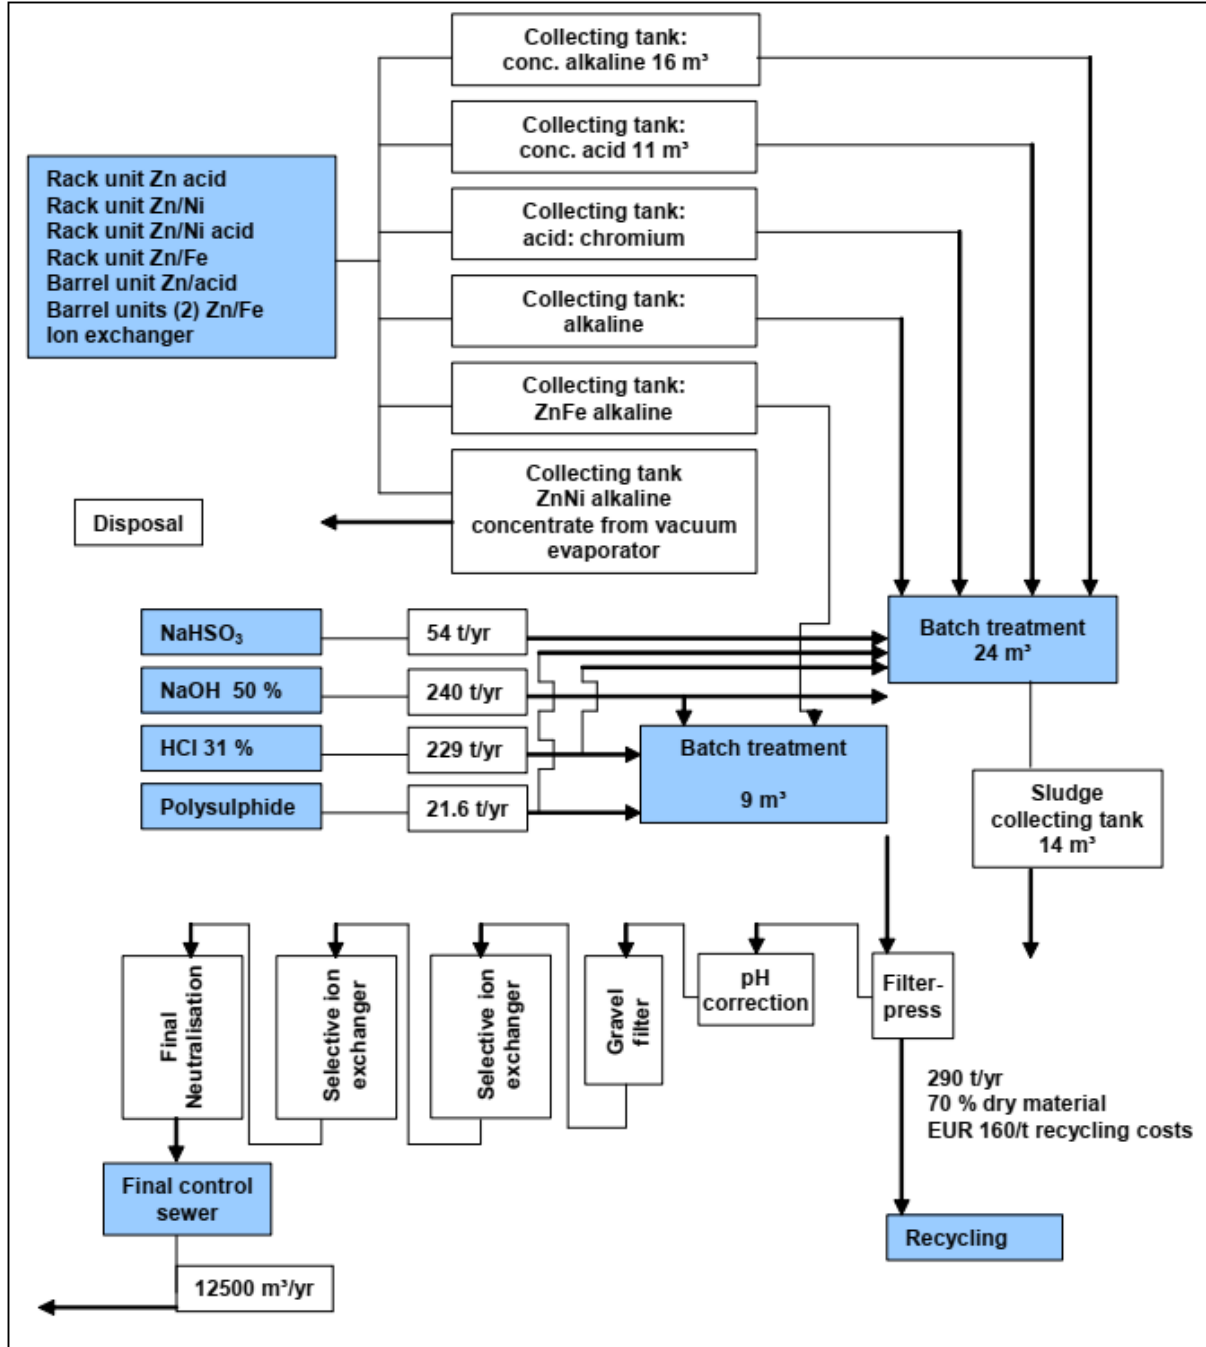 Collecting tank:
conc. alkaline 16 m³
Collecting tank:
conc. acid 11 m³
Rack unit Zn acid
Rack unit Zn/Ni
Rack unit Zn/Ni acid
Rack unit Zn/Fe
Barrel unit Zn/acid
Barrel units (2) Zn/Fe
Ion exchanger
Collecting tank:
acid: chromium
Collecting tank:
alkaline
Collecting tank:
ZnFe alkaline
Collecting tank
ZnNi alkaline
concentrate from vacuum
evaporator
Disposal
NaHSO₃
54 t/yr
Batch treatment
24 m³
NaOH 50 %
240 t/yr
HCl 31 %
229 t/yr
Batch treatment
9 m³
Polysulphide
21.6 t/yr
Sludge
collecting tank
14 m³
Final
Neutralisation
Selective ion
exchanger
Selective ion
exchanger
Gravel
filter
pH
correction
Filter-
press
290 t/yr
70 % dry material
EUR 160/t recycling costs
Final control
sewer
Recycling
12500 m³/yr